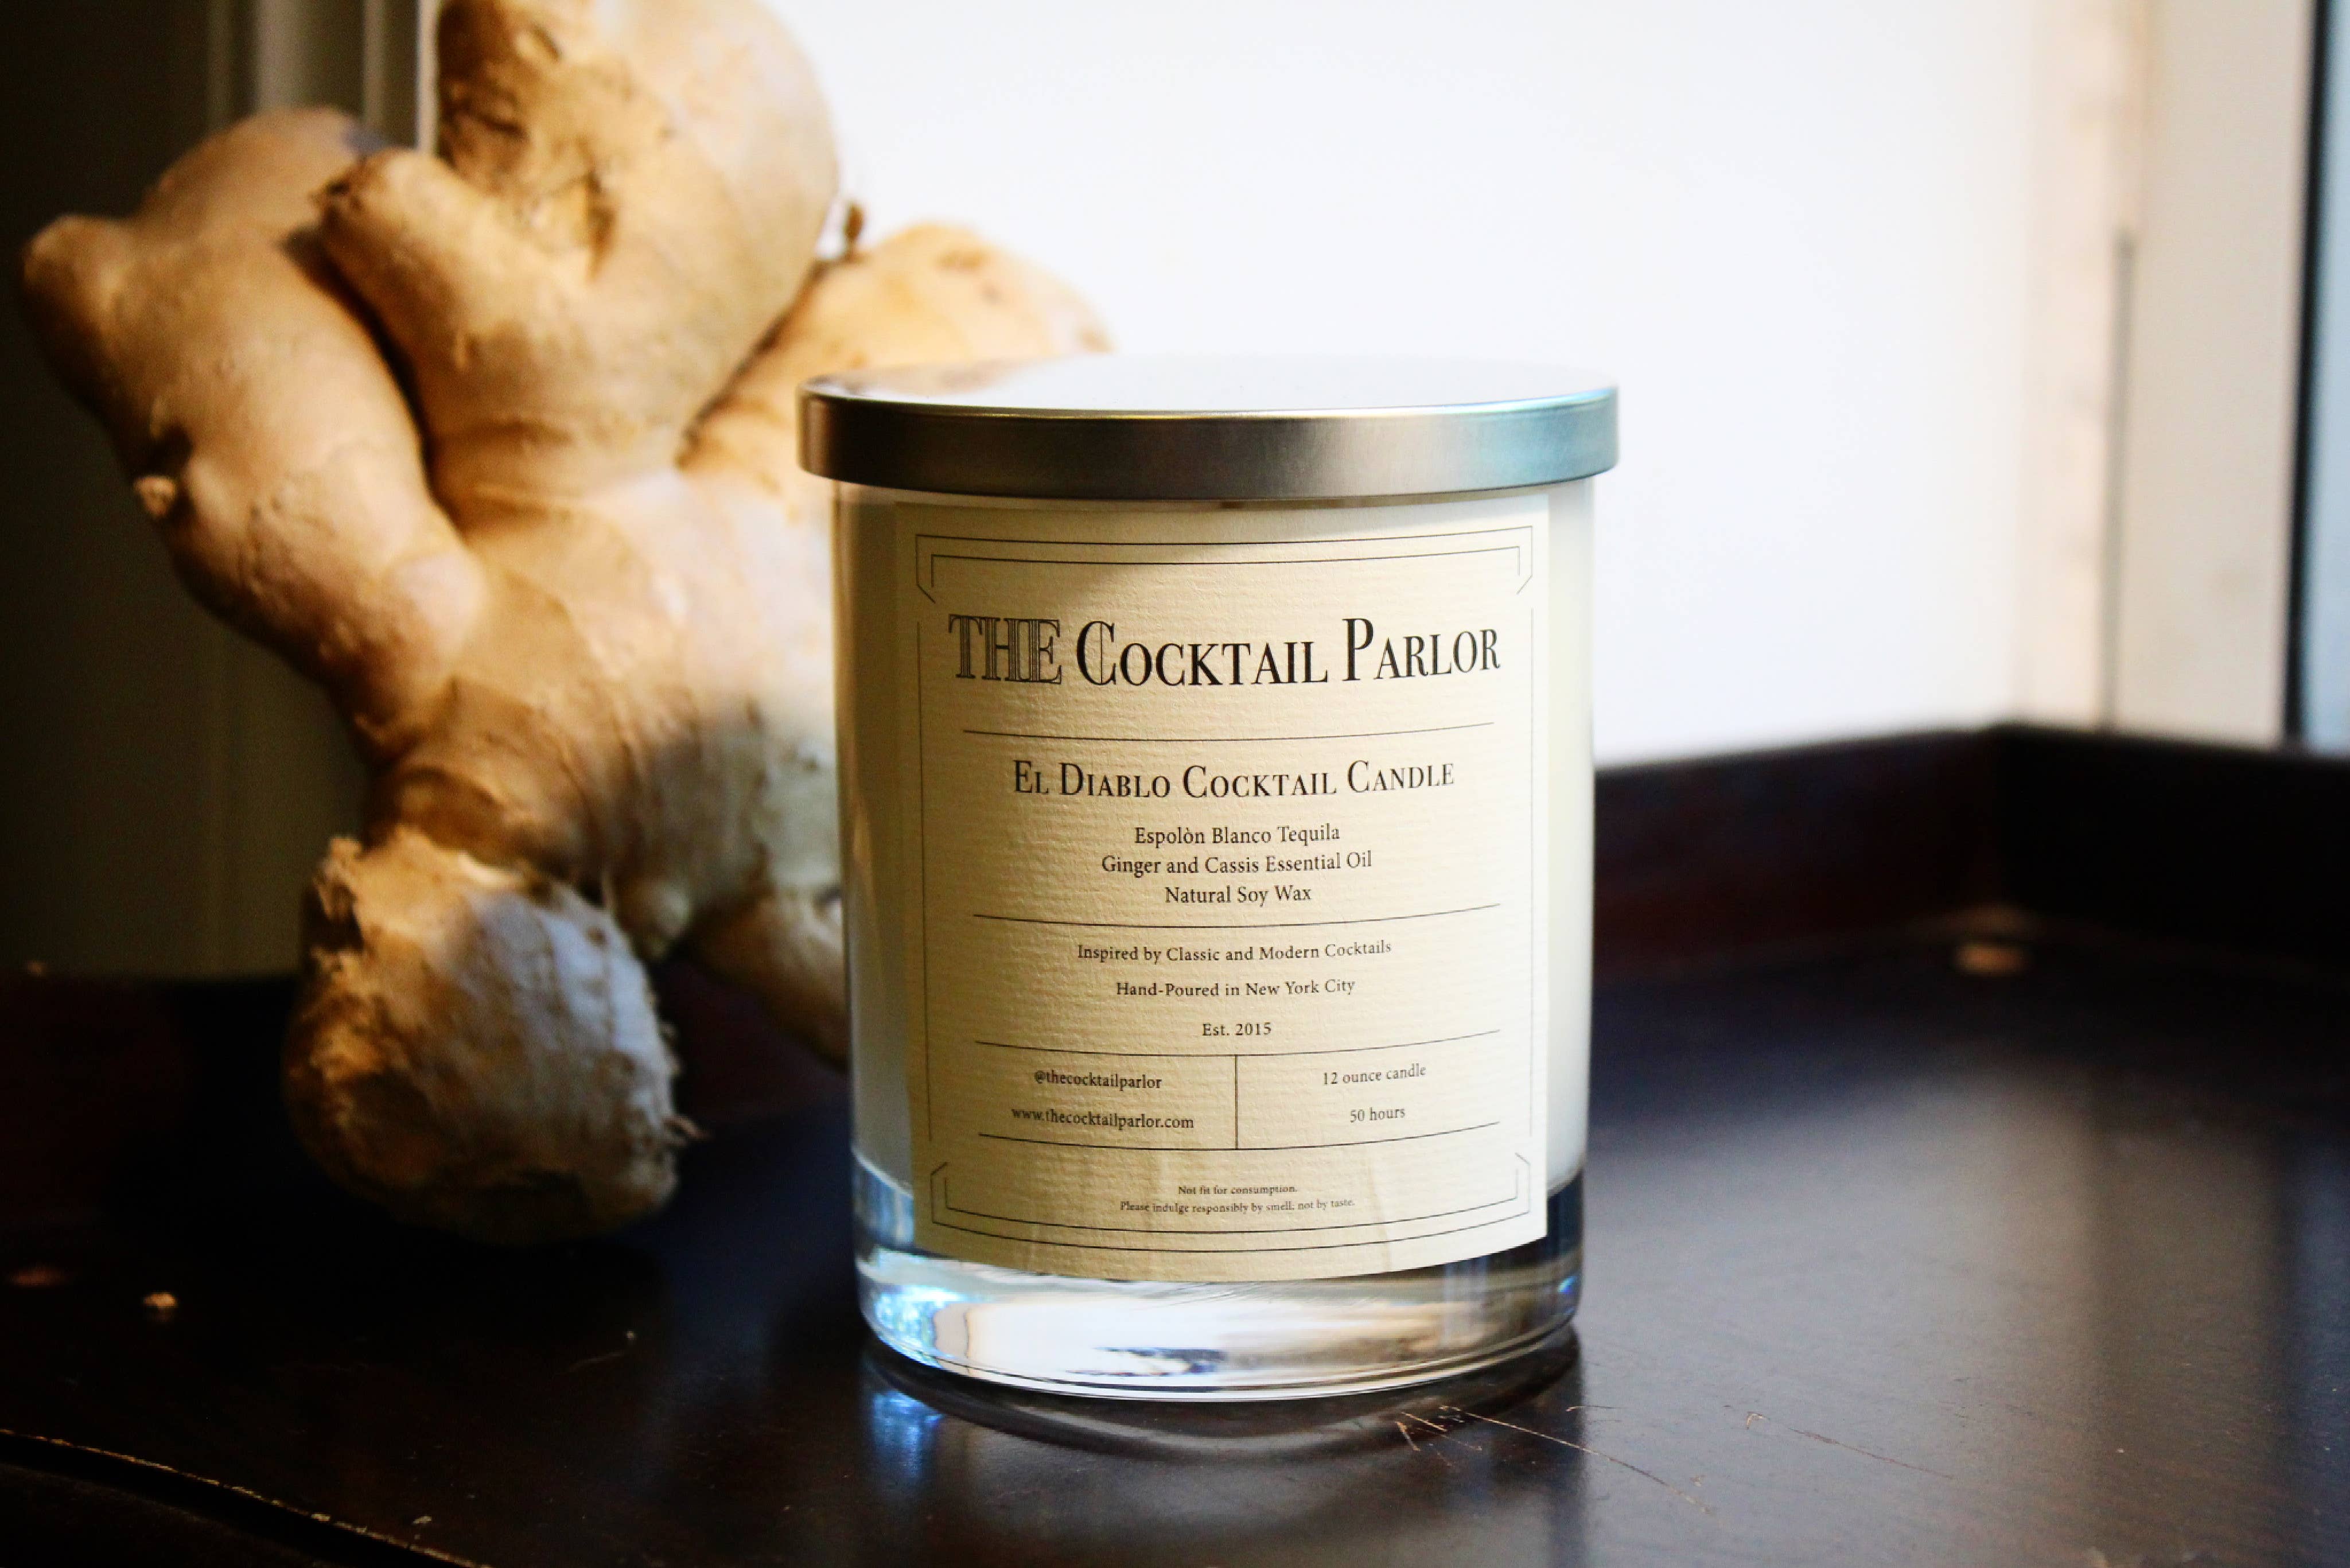 THE COCKTAIL PARLOR
EL DIABLO COCKTAIL CANDLE
Espolòn Blanco Tequila
Ginger and Cassis Essential Oil
Natural Soy Wax
Inspired by Classic and Modern Cocktails
Hand-Poured in New York City
Est. 2015
@thecocktailparlor
www.thecocktailparlor.com
12 ounce candle
50 hours
Not fit for consumption.
Please indulge responsibly by smell, not by taste.